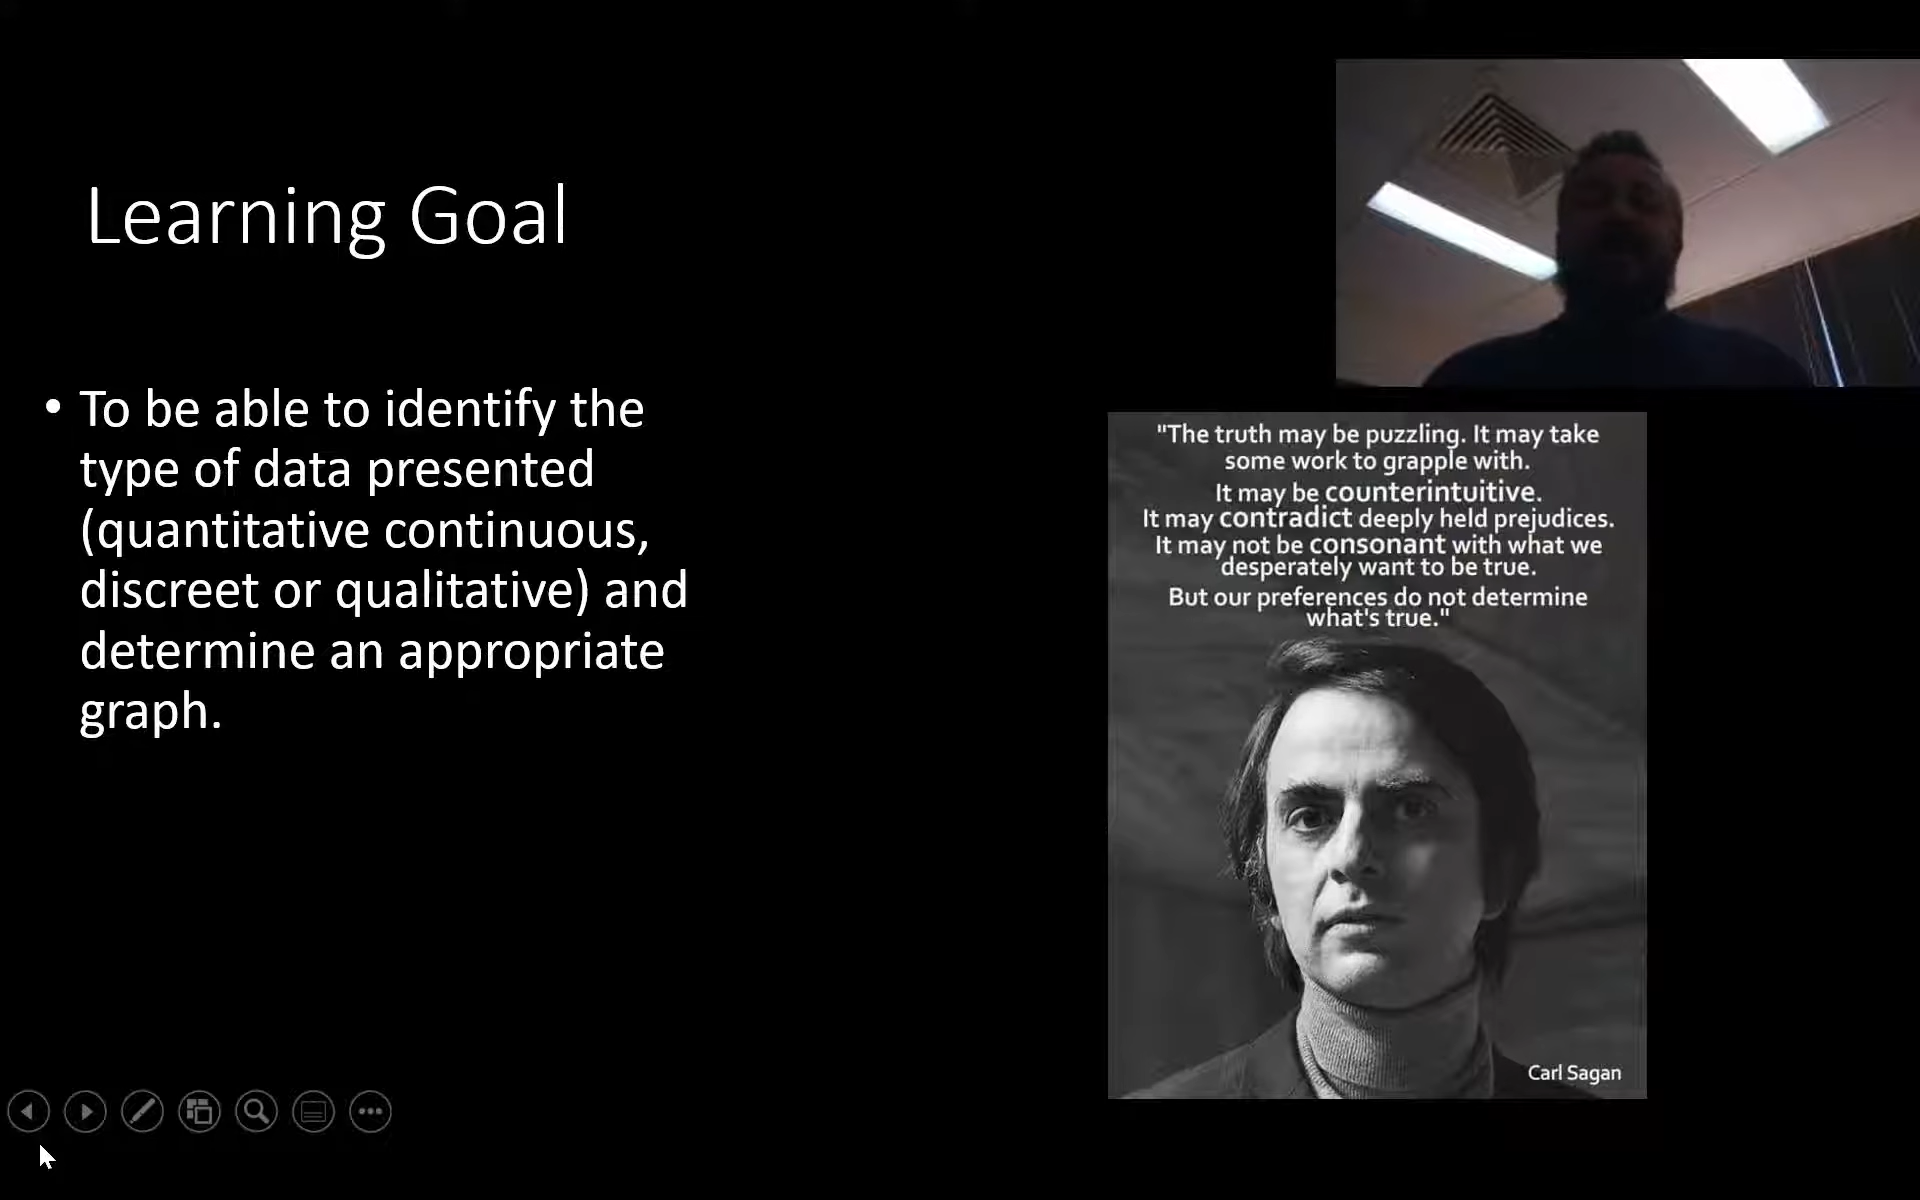 Learning Goal
• To be able to identify the
type of data presented
(quantitative continuous,
discreet or qualitative) and
determine an appropriate
graph.
"The truth may be puzzling. It may take
some work to grapple with.
It may be counterintuitive.
It may contradict deeply held prejudices.
It may not be consonant with what we
desperately want to be true.
But our preferences do not determine
what's true."
Carl Sagan